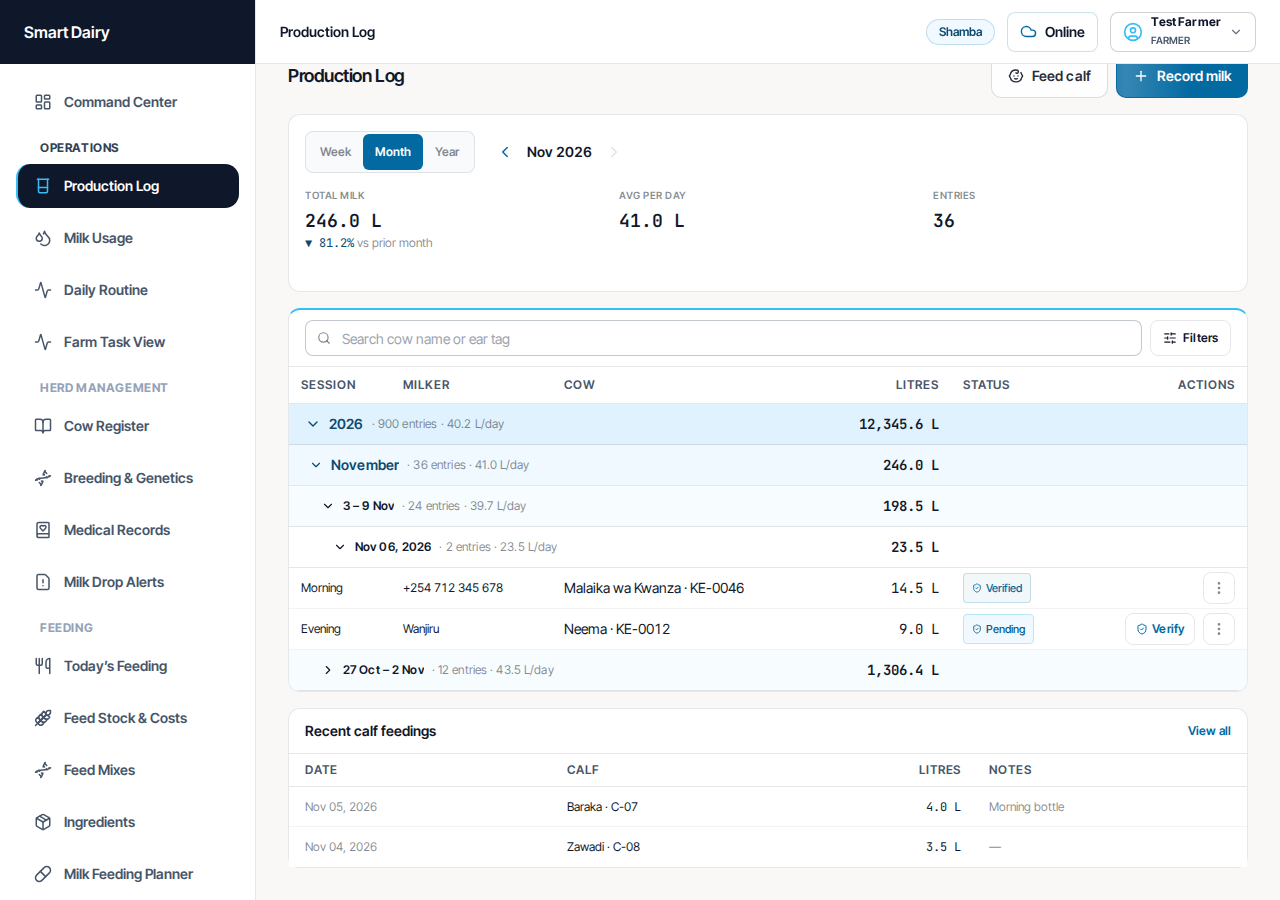 Smart Dairy
Production Log
Shamba
Online
Test Farmer
FARMER
Command Center
OPERATIONS
Production Log
Milk Usage
Daily Routine
Farm Task View
HERD MANAGEMENT
Cow Register
Breeding & Genetics
Medical Records
Milk Drop Alerts
FEEDING
Today's Feeding
Feed Stock & Costs
Feed Mixes
Ingredients
Milk Feeding Planner
Production Log
Feed calf
Record milk
Week Month Year
Nov 2026
TOTAL MILK AVG PER DAY ENTRIES
246.0 L 41.0 L 36
▼ 81.2% vs prior month
Search cow name or ear tag
Filters
SESSION MILKER COW LITRES STATUS ACTIONS
2026 · 900 entries · 40.2 L/day 12,345.6 L
November · 36 entries · 41.0 L/day 246.0 L
3 – 9 Nov · 24 entries · 39.7 L/day 198.5 L
Nov 06, 2026 · 2 entries · 23.5 L/day 23.5 L
Morning +254 712 345 678 Malaika wa Kwanza · KE-0046 14.5 L Verified
Evening Wanjiru Neema · KE-0012 9.0 L Pending Verify
27 Oct – 2 Nov · 12 entries · 43.5 L/day 1,306.4 L
Recent calf feedings View all
DATE CALF LITRES NOTES
Nov 05, 2026 Baraka · C-07 4.0 L Morning bottle
Nov 04, 2026 Zawadi · C-08 3.5 L —